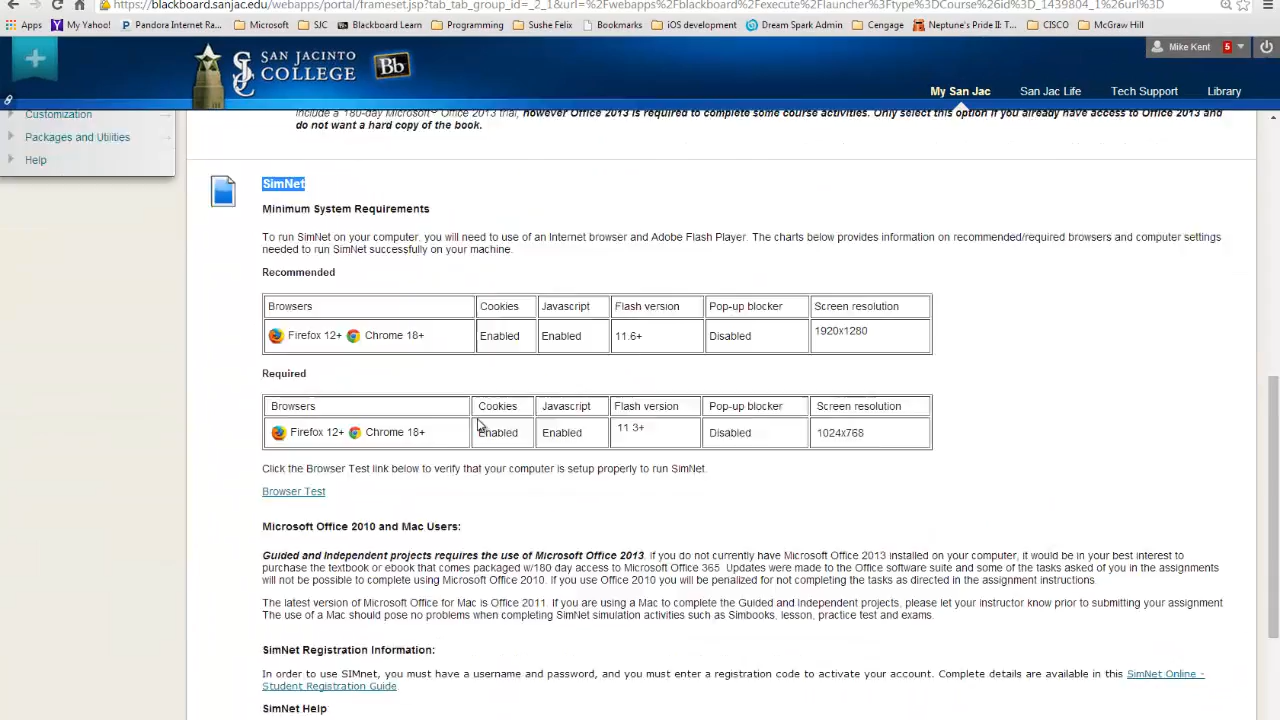 https://blackboard.sanjac.edu/webapps/portal/frameset.jsp?tab_tab_group_id=_2_1&url=%2Fwebapps%2Fblackboard%2Fexecute%2Flauncher%3Ftype%3DCourse%26id%3D_1439804_1%26url%3D
Apps My Yahoo! Pandora Internet Ra... Microsoft SJC Blackboard Learn Programming Sushe Felix Bookmarks iOS development Dream Spark Admin Cengage Neptune's Pride II: T... CISCO McGraw Hill
SAN JACINTO
COLLEGE
SJC
Bb
Mike Kent 5
My San Jac San Jac Life Tech Support Library
Customization
Packages and Utilities
Help
include a 180-day Microsoft® Office 2013 trial, however Office 2013 is required to complete some course activities. Only select this option if you already have access to Office 2013 and
do not want a hard copy of the book.
SimNet
Minimum System Requirements
To run SimNet on your computer, you will need to use of an Internet browser and Adobe Flash Player. The charts below provides information on recommended/required browsers and computer settings
needed to run SimNet successfully on your machine.
Recommended
Browsers Cookies Javascript Flash version Pop-up blocker Screen resolution
Firefox 12+ Chrome 18+ Enabled Enabled 11.6+ Disabled 1920x1280
Required
Browsers Cookies Javascript Flash version Pop-up blocker Screen resolution
Firefox 12+ Chrome 18+ Enabled Enabled 11.3+ Disabled 1024x768
Click the Browser Test link below to verify that your computer is setup properly to run SimNet.
Browser Test
Microsoft Office 2010 and Mac Users:
Guided and Independent projects requires the use of Microsoft Office 2013. If you do not currently have Microsoft Office 2013 installed on your computer, it would be in your best interest to
purchase the textbook or ebook that comes packaged w/180 day access to Microsoft Office 365. Updates were made to the Office software suite and some of the tasks asked of you in the assignments
will not be possible to complete using Microsoft Office 2010. If you use Office 2010 you will be penalized for not completing the tasks as directed in the assignment instructions
The latest version of Microsoft Office for Mac is Office 2011. If you are using a Mac to complete the Guided and Independent projects, please let your instructor know prior to submitting your assignment
The use of a Mac should pose no problems when completing SimNet simulation activities such as Simbooks, lesson, practice test and exams.
SimNet Registration Information:
In order to use SIMnet, you must have a username and password, and you must enter a registration code to activate your account. Complete details are available in this SimNet Online -
Student Registration Guide
SimNet Help